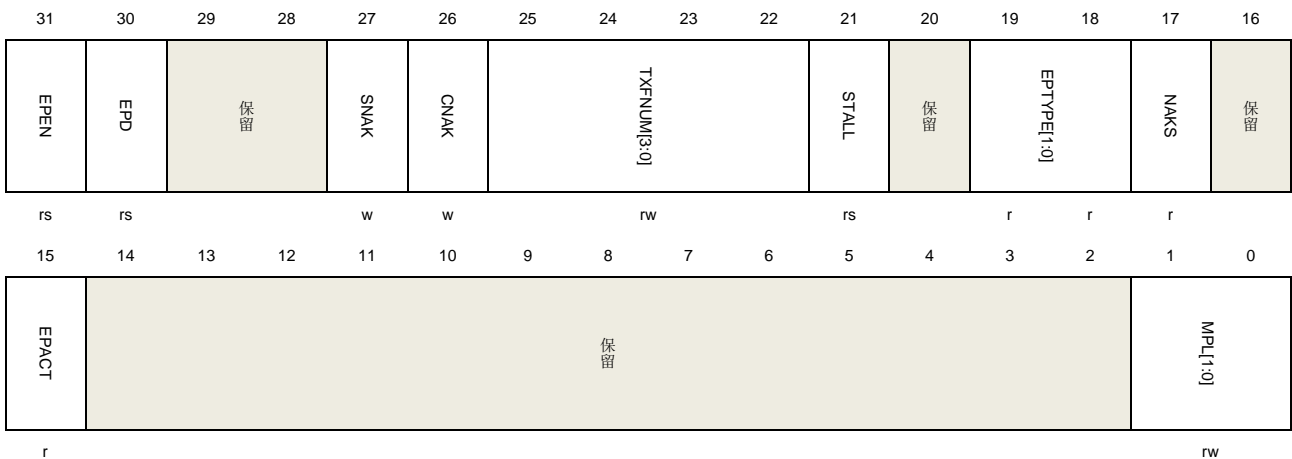 31 30 29 28 27 26 25 24 23 22 21 20 19 18 17 16
EPEN EPD 保留 SNAK CNAK TXFNUM[3:0] STALL 保留 EPTYPE[1:0] NAKS 保留
rs rs w w rw rs r r r
15 14 13 12 11 10 9 8 7 6 5 4 3 2 1 0
EPACT 保留 MPL[1:0]
r rw